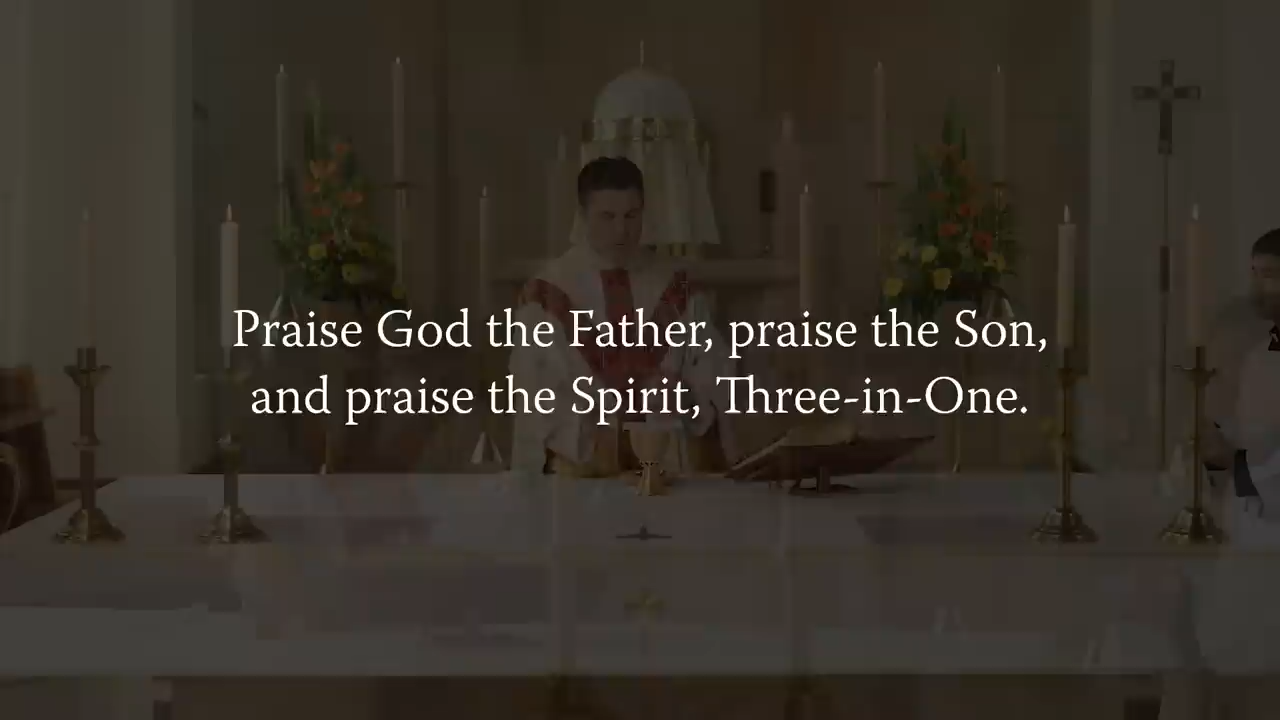 Praise God the Father, praise the Son,
and praise the Spirit, Three-in-One.